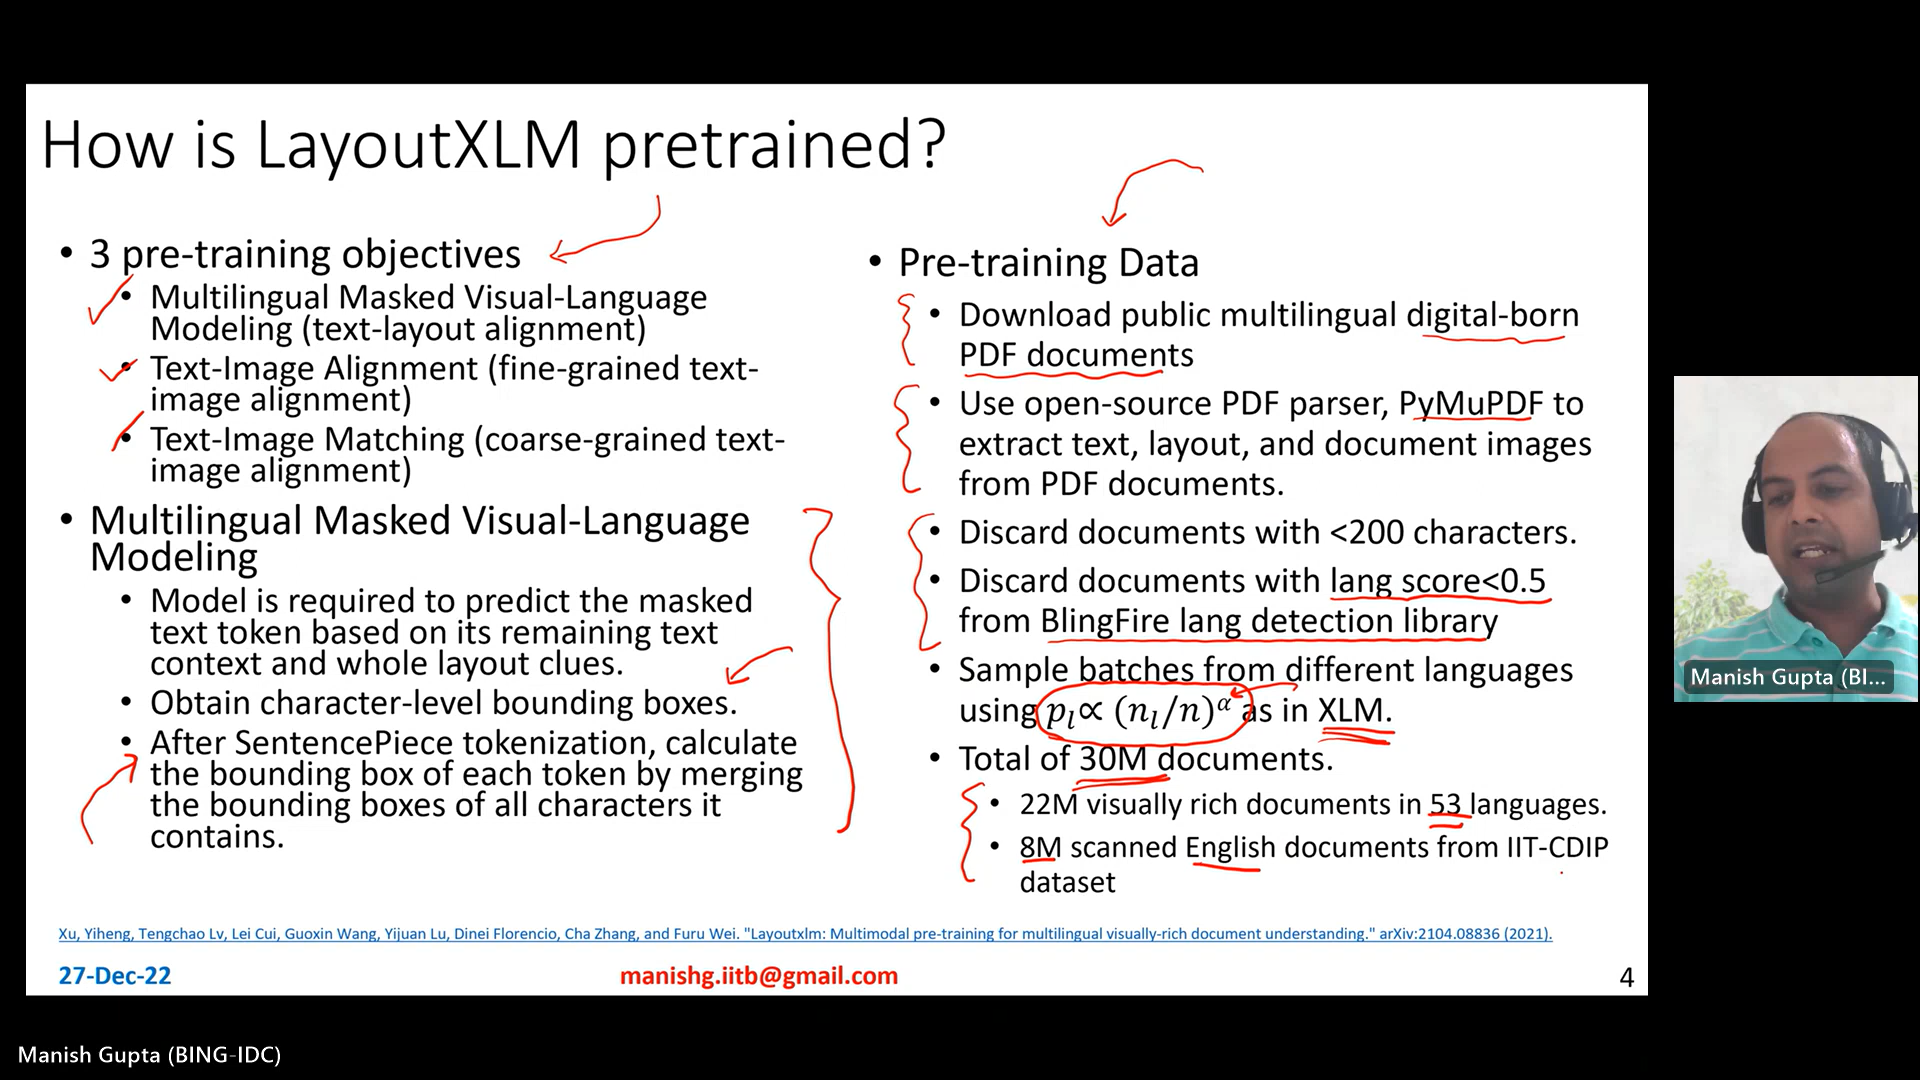 How is LayoutXLM pretrained?
• 3 pre-training objectives
• Multilingual Masked Visual-Language
Modeling (text-layout alignment)
• Text-Image Alignment (fine-grained text-
image alignment)
• Text-Image Matching (coarse-grained text-
image alignment)
• Multilingual Masked Visual-Language
Modeling
• Model is required to predict the masked
text token based on its remaining text
context and whole layout clues.
• Obtain character-level bounding boxes.
• After SentencePiece tokenization, calculate
the bounding box of each token by merging
the bounding boxes of all characters it
contains.
• Pre-training Data
• Download public multilingual digital-born
PDF documents
• Use open-source PDF parser, PyMuPDF to
extract text, layout, and document images
from PDF documents.
• Discard documents with <200 characters.
• Discard documents with lang score<0.5
from BlingFire lang detection library
• Sample batches from different languages
using p_l ∝ (n_l/n)^α as in XLM.
• Total of 30M documents.
• 22M visually rich documents in 53 languages.
• 8M scanned English documents from IIT-CDIP
dataset
Xu, Yiheng, Tengchao Lv, Lei Cui, Guoxin Wang, Yijuan Lu, Dinei Florencio, Cha Zhang, and Furu Wei. "Layoutxlm: Multimodal pre-training for multilingual visually-rich document understanding." arXiv:2104.08836 (2021).
27-Dec-22
manishg.iitb@gmail.com
4
Manish Gupta (BI...
Manish Gupta (BING-IDC)